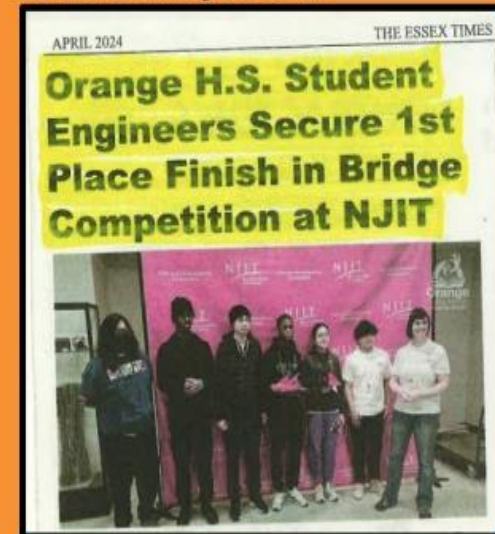 APRIL 2024
THE ESSEX TIMES
Orange H.S. Student
Engineers Secure 1st
Place Finish in Bridge
Competition at NJIT
NJIT
NJIT
NJIT
Orange